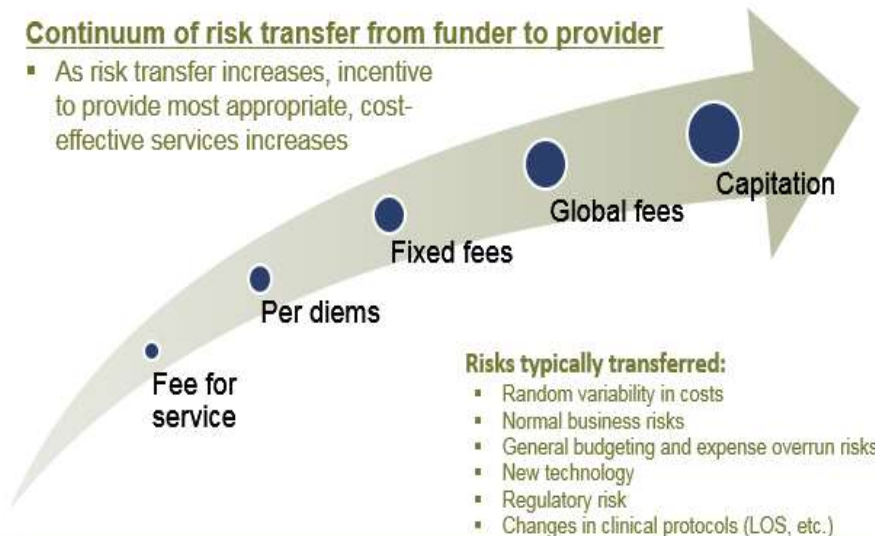 Continuum of risk transfer from funder to provider
▪ As risk transfer increases, incentive
to provide most appropriate, cost-
effective services increases
Capitation
Global fees
Fixed fees
Per diems
Fee for
service
Risks typically transferred:
▪ Random variability in costs
▪ Normal business risks
▪ General budgeting and expense overrun risks
▪ New technology
▪ Regulatory risk
▪ Changes in clinical protocols (LOS, etc.)